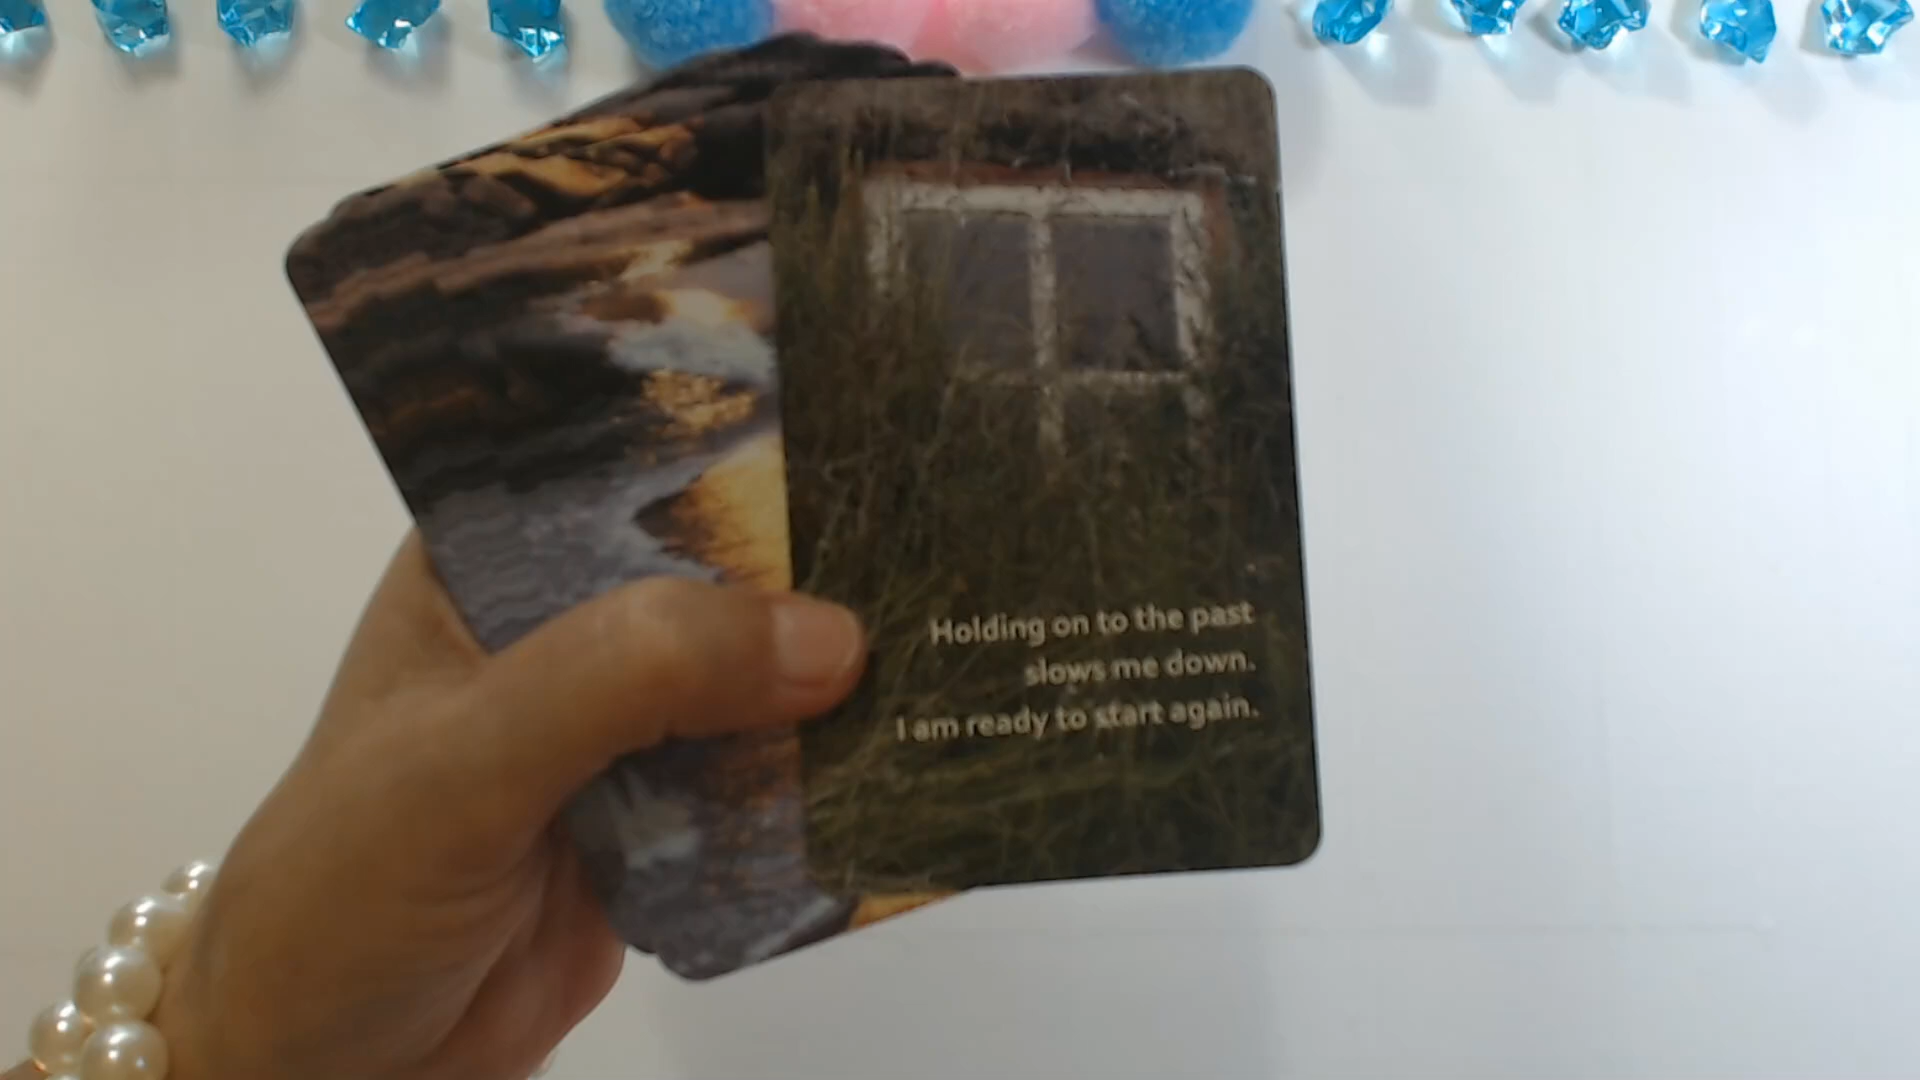 Holding on to the past
slows me down.
I am ready to start again.